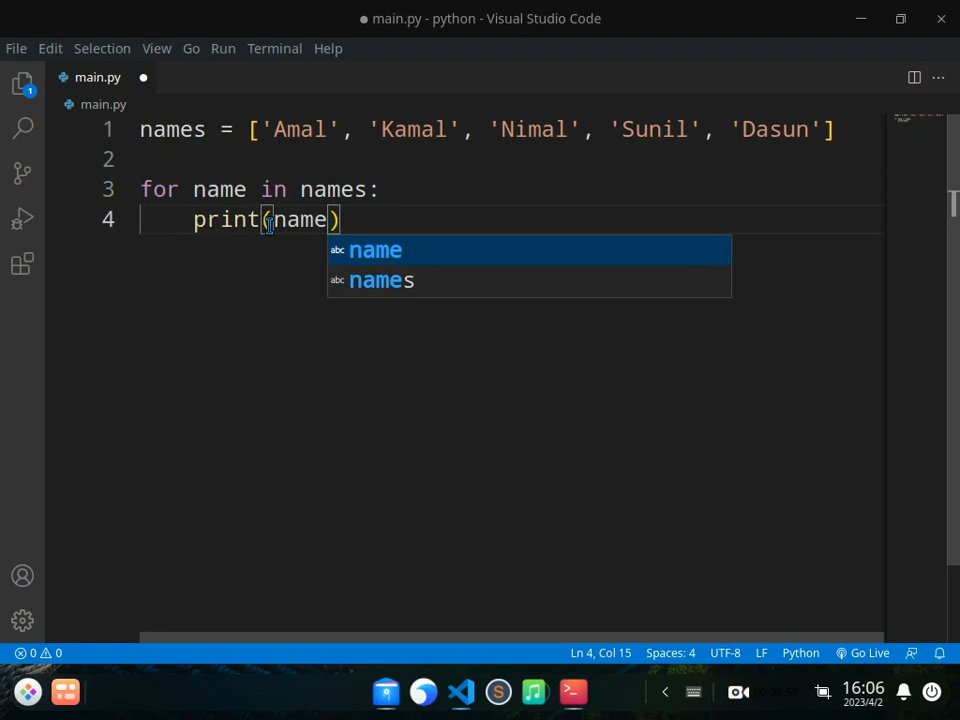 main.py - python - Visual Studio Code
File Edit Selection View Go Run Terminal Help
main.py
main.py
1 names = ['Amal', 'Kamal', 'Nimal', 'Sunil', 'Dasun']
2
3 for name in names:
4 print(name)
abc name
abc names
1
0 0 Ln 4, Col 15 Spaces: 4 UTF-8 LF Python Go Live
16:06
2023/4/2